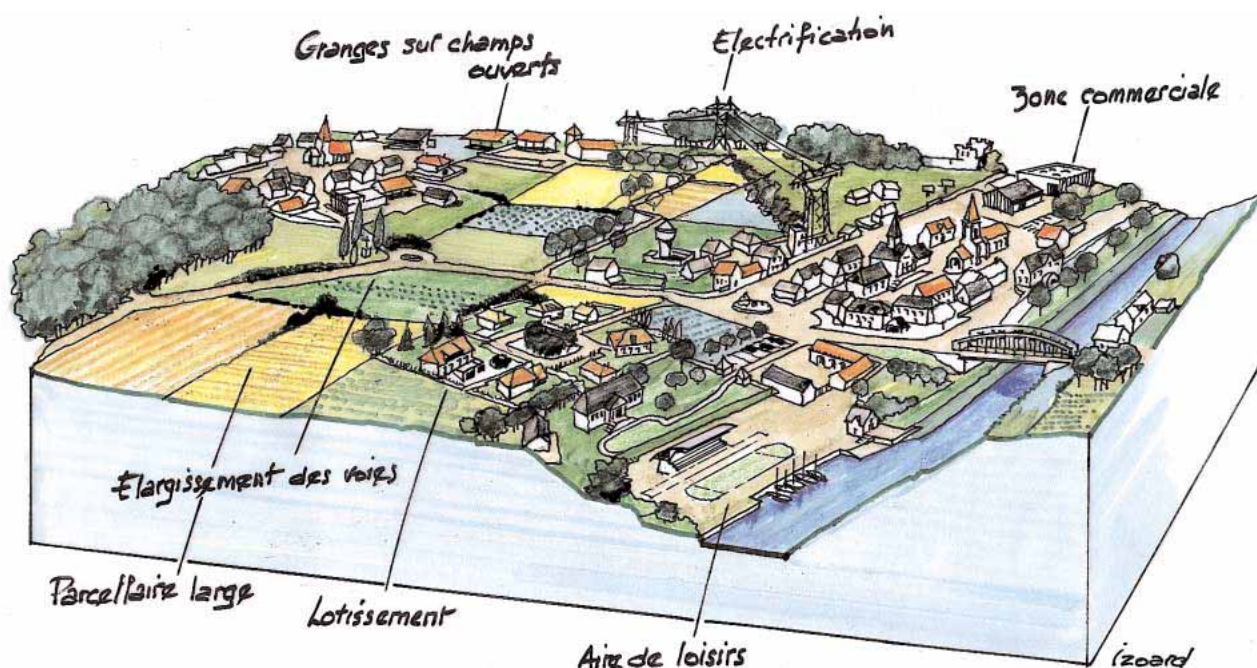 Granges sur champs
ouverts
Electrification
Zone commerciale
Elargissement des voies
Parcellaire large
Lotissement
Aire de loisirs
izoard